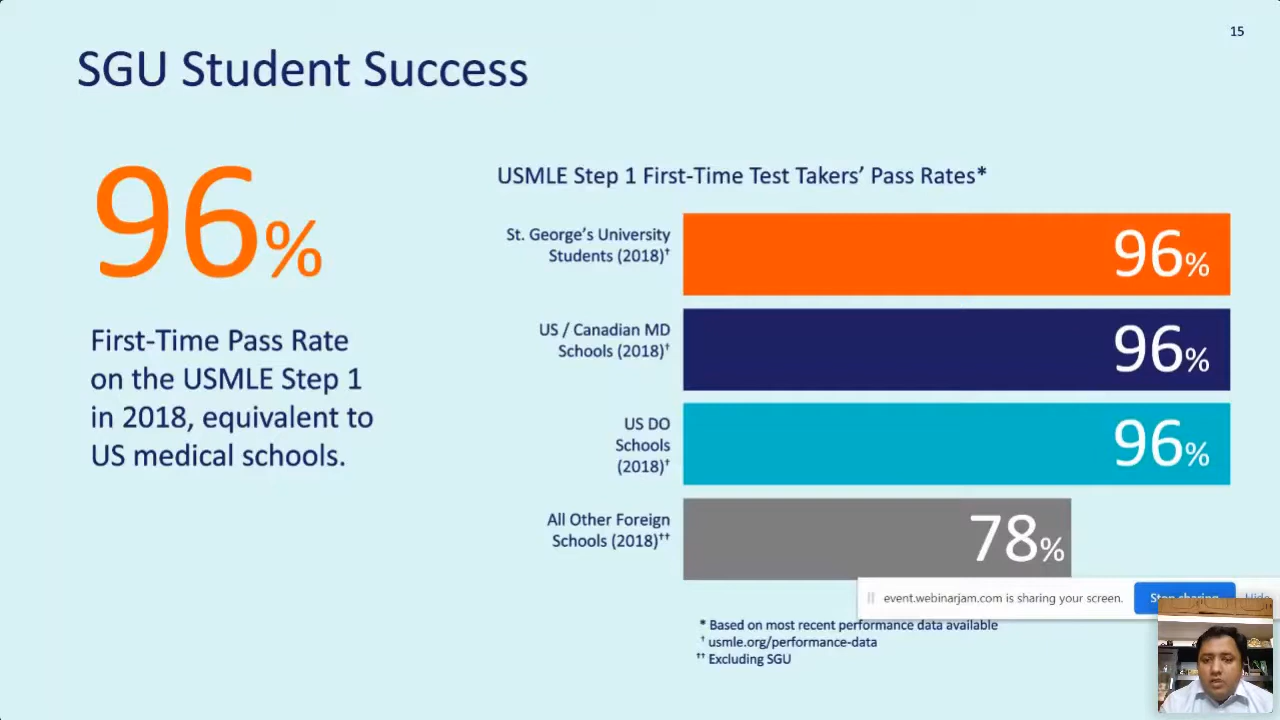 15
SGU Student Success
96%
First-Time Pass Rate
on the USMLE Step 1
in 2018, equivalent to
US medical schools.
USMLE Step 1 First-Time Test Takers’ Pass Rates*
St. George’s University
Students (2018)†
96%
US / Canadian MD
Schools (2018)†
96%
US DO
Schools
(2018)†
96%
All Other Foreign
Schools (2018)††
78%
event.webinarjam.com is sharing your screen.
Stop sharing
Hide
* Based on most recent performance data available
† usmle.org/performance-data
†† Excluding SGU